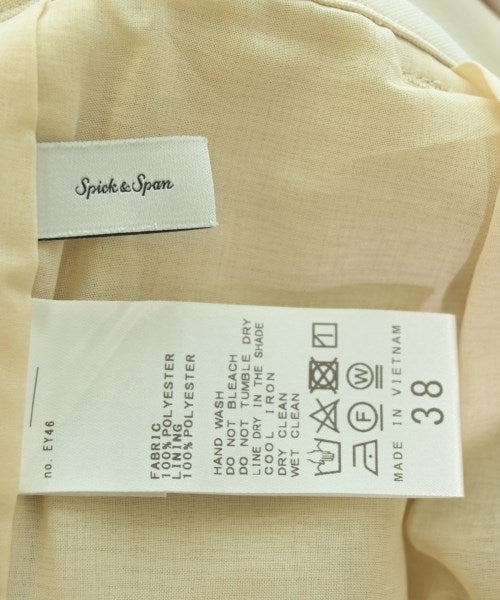 Spick & Span
no. EY46
FABRIC
100%POLYESTER
LINING
100%POLYESTER
HAND WASH
DO NOT BLEACH
DO NOT TUMBLE DRY
LINE DRY IN THE SHADE
COOL IRON
DRY CLEAN
WET CLEAN
F
W
MADE IN VIETNAM
38